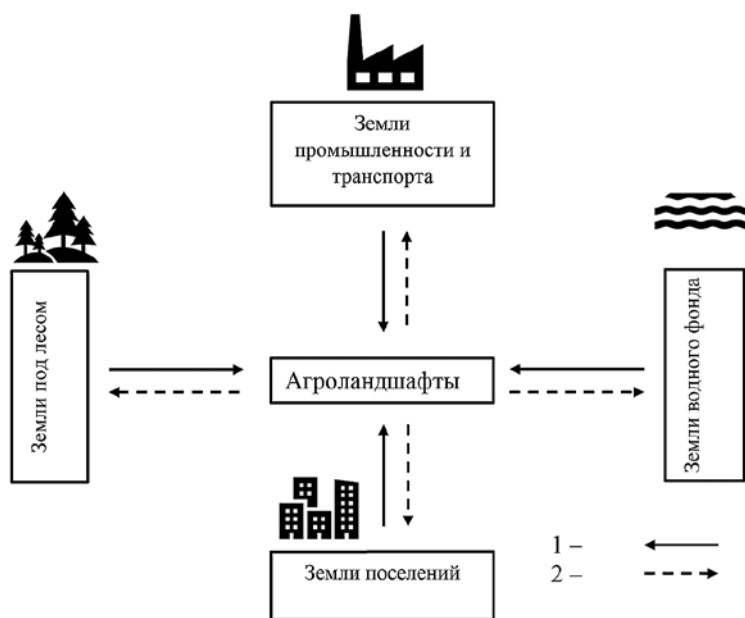 Земли
промышленности и
транспорта
Земли под лесом
Агроландшафты
Земли водного фонда
Земли поселений
1 –
2 –